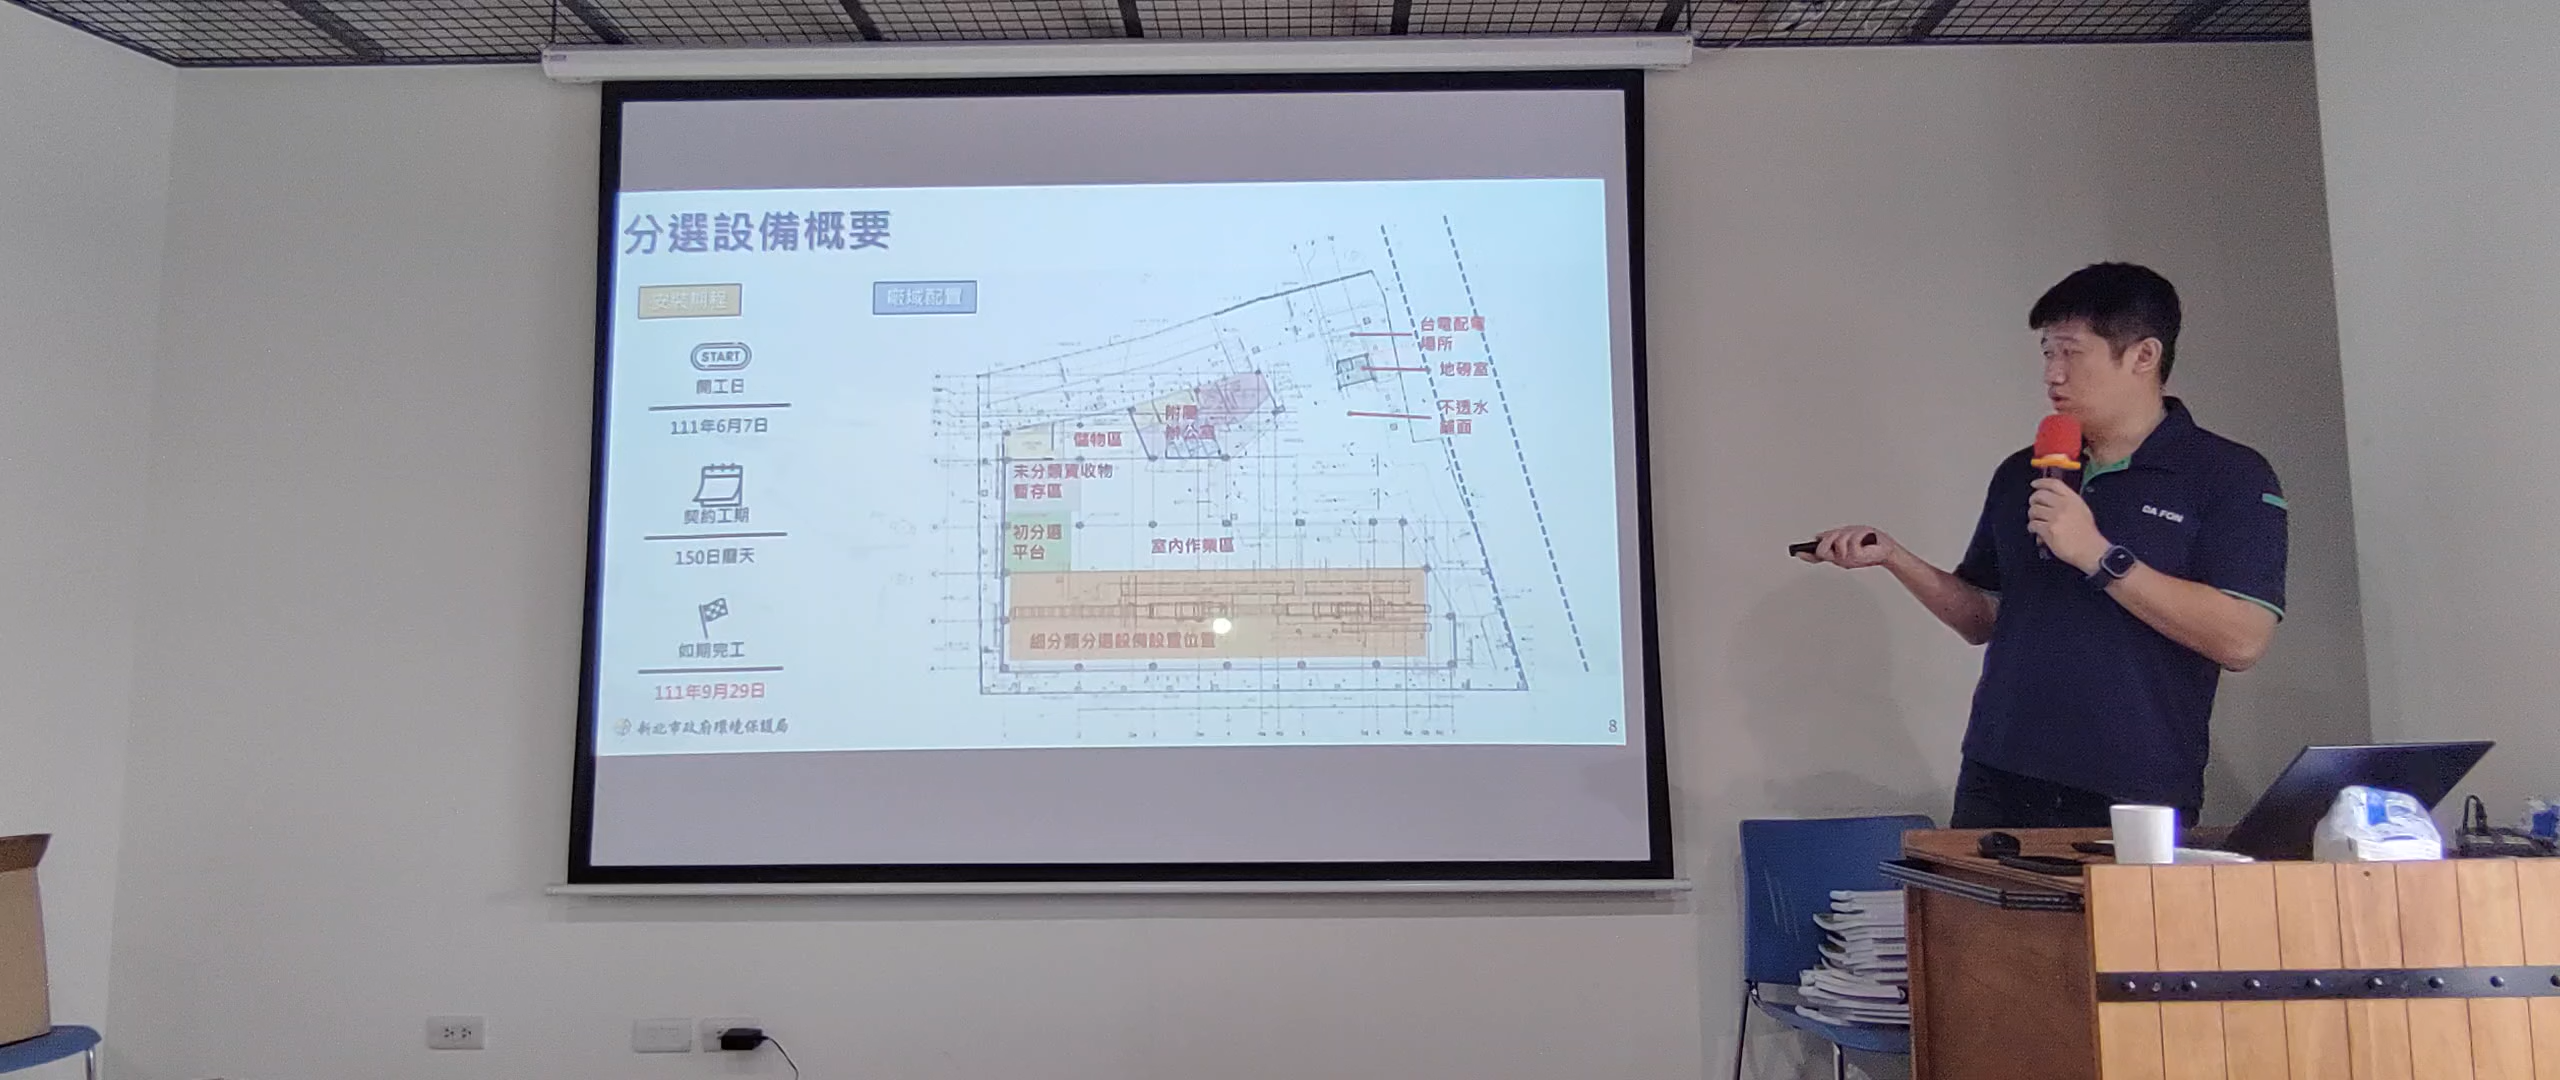 分選設備概要
安裝期程
START
開工日
111年6月7日
契約工期
150日曆天
如期完工
111年9月29日
新北市政府環境保護局
廠域配置
台電配電
場所
地磅室
不透水
鋪面
附屬
辦公室
儲物區
未分類資收物
暫存區
初分選
平台
室內作業區
細分類分選設備設置位置
8
DA FON